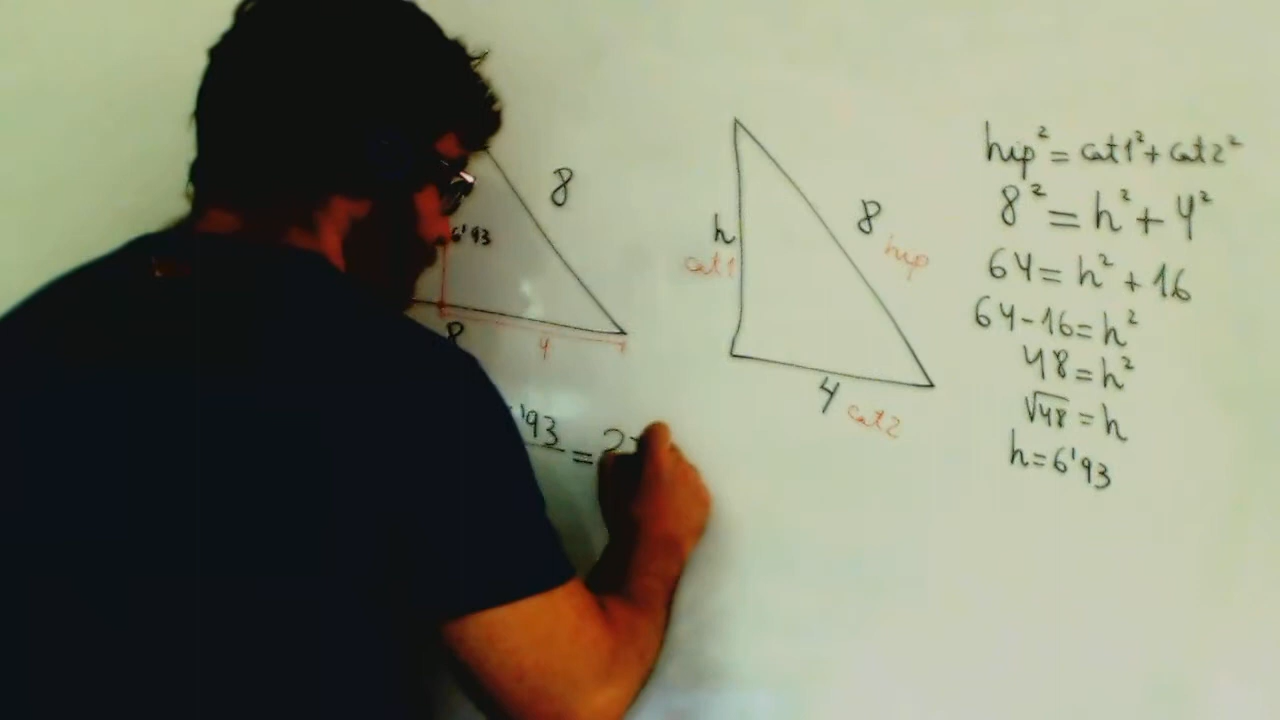 6'93
8
8
4
'93
= 27
h
cat1
8
hip
4
cat2
hip² = cat1² + cat2²
8² = h² + 4²
64 = h² + 16
64-16 = h²
48 = h²
√48 = h
h = 6'93